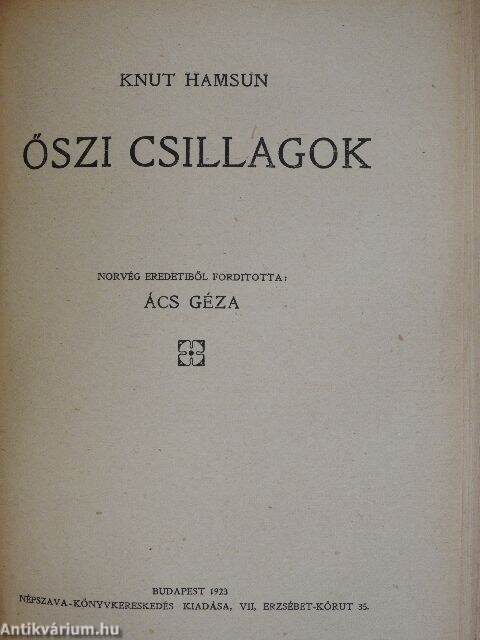 KNUT HAMSUN
ŐSZI CSILLAGOK
NORVÉG EREDETIBŐL FORDITOTTA:
ÁCS GÉZA
BUDAPEST 1923
NÉPSZAVA-KÖNYVKERESKEDÉS KIADÁSA, VII, ERZSÉBET-KÖRUT 35.
Antikvárium.hu